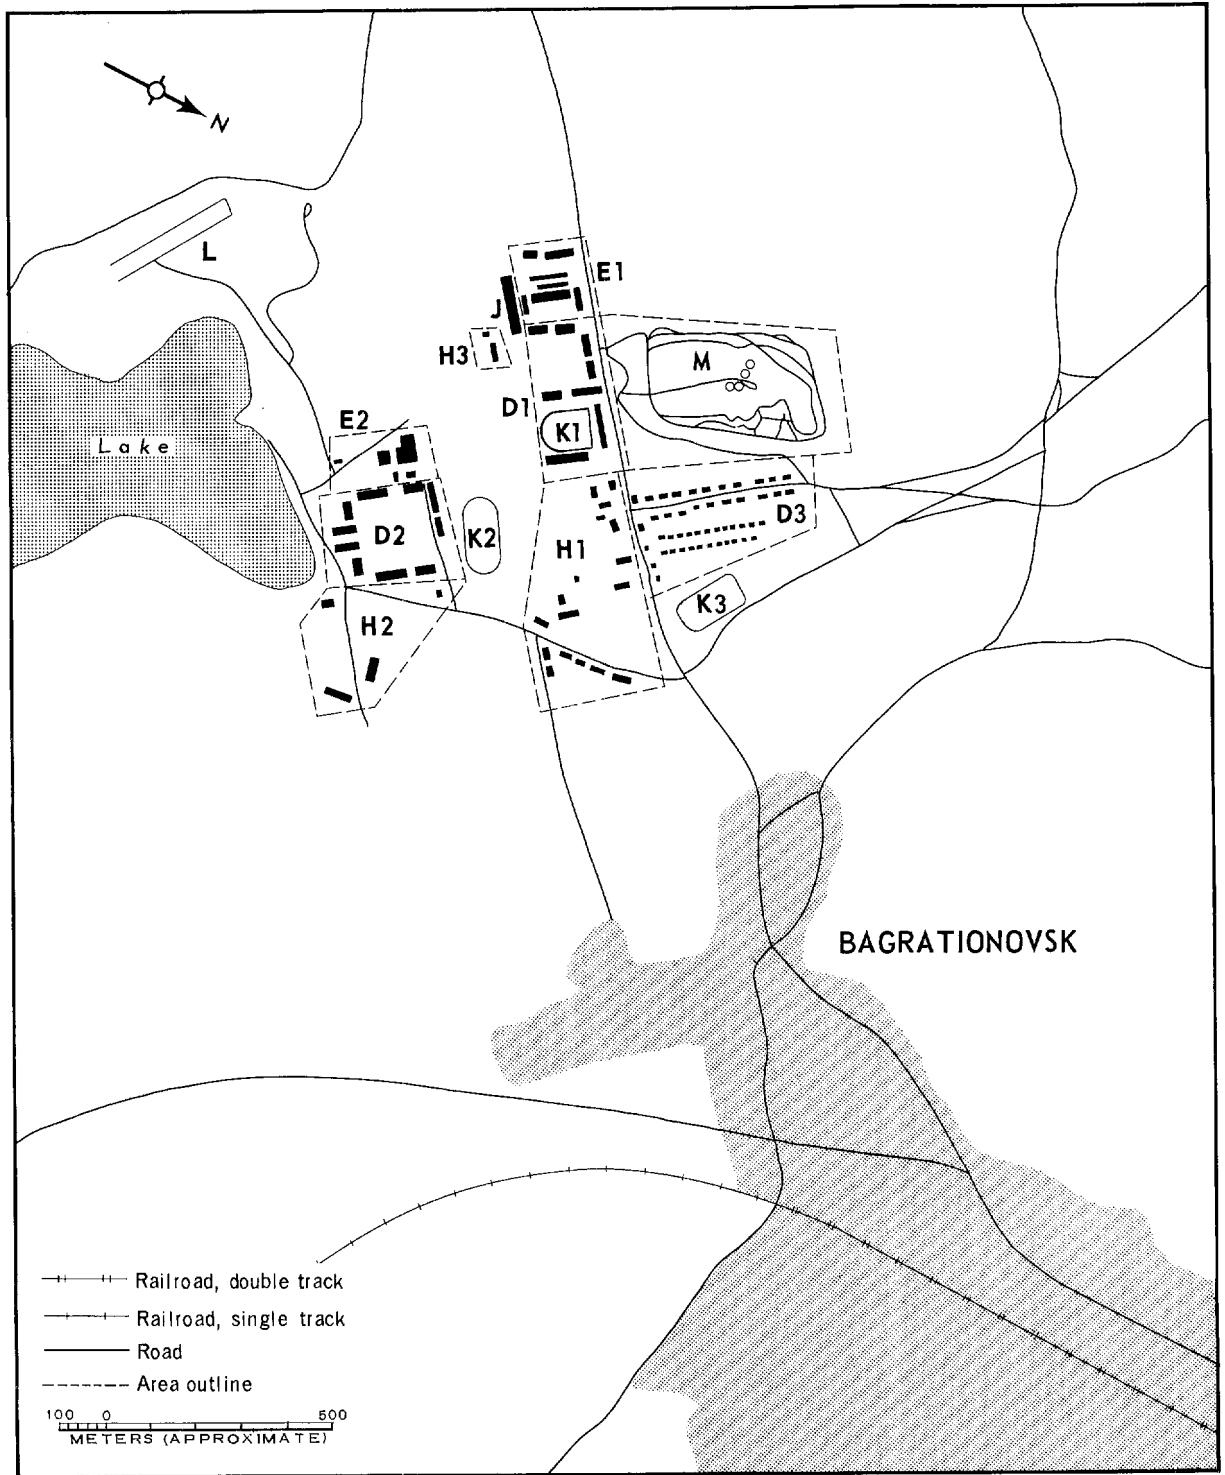 N
L
E1
J
H3
M
D1
K1
E2
Lake
D2
K2
H1
D3
K3
H2
BAGRATIONOVSK
Railroad, double track
Railroad, single track
Road
Area outline
100 0 500
METERS (APPROXIMATE)